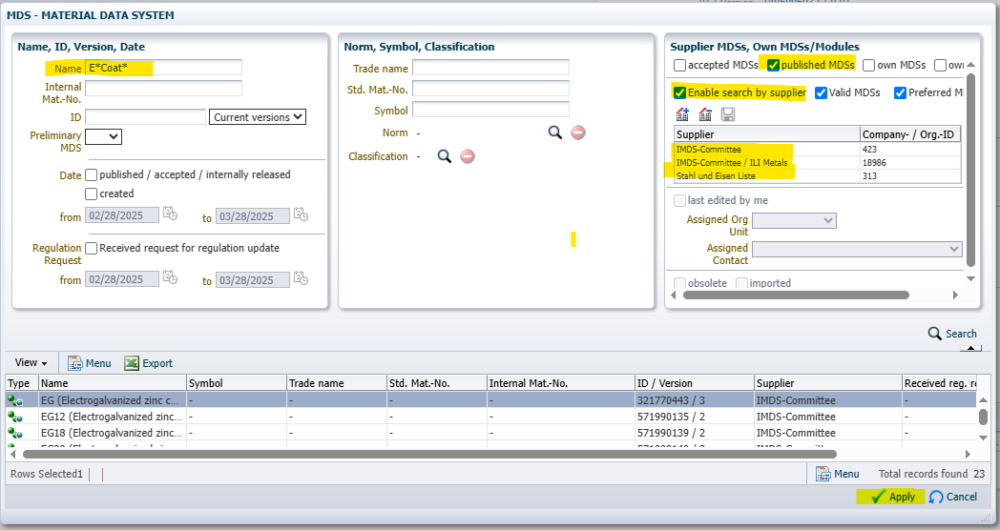 MDS - MATERIAL DATA SYSTEM
Name, ID, Version, Date
Name E*Coat*
Internal
Mat.-No.
ID Current versions
Preliminary
MDS
Date published / accepted / internally released
created
from 02/28/2025 to 03/28/2025
Regulation
Request
Received request for regulation update
from 02/28/2025 to 03/28/2025
Norm, Symbol, Classification
Trade name
Std. Mat.-No.
Symbol
Norm -
Classification -
Supplier MDSs, Own MDSs/Modules
accepted MDSs published MDSs own MDSs own
Enable search by supplier Valid MDSs Preferred M
Supplier Company- / Org.-ID
IMDS-Committee 423
IMDS-Committee / ILI Metals 18986
Stahl und Eisen Liste 313
last edited by me
Assigned Org
Unit
Assigned
Contact
obsolete imported
Search
View Menu Export
Type Name Symbol Trade name Std. Mat.-No. Internal Mat.-No. ID / Version Supplier Received reg. re
EG (Electrogalvanized zinc c... - - - - 321770443 / 3 IMDS-Committee -
EG12 (Electrogalvanized zinc... - - - - 571990135 / 2 IMDS-Committee -
EG18 (Electrogalvanized zinc... - - - - 571990139 / 2 IMDS-Committee -
Rows Selected1 Menu Total records found 23
Apply Cancel